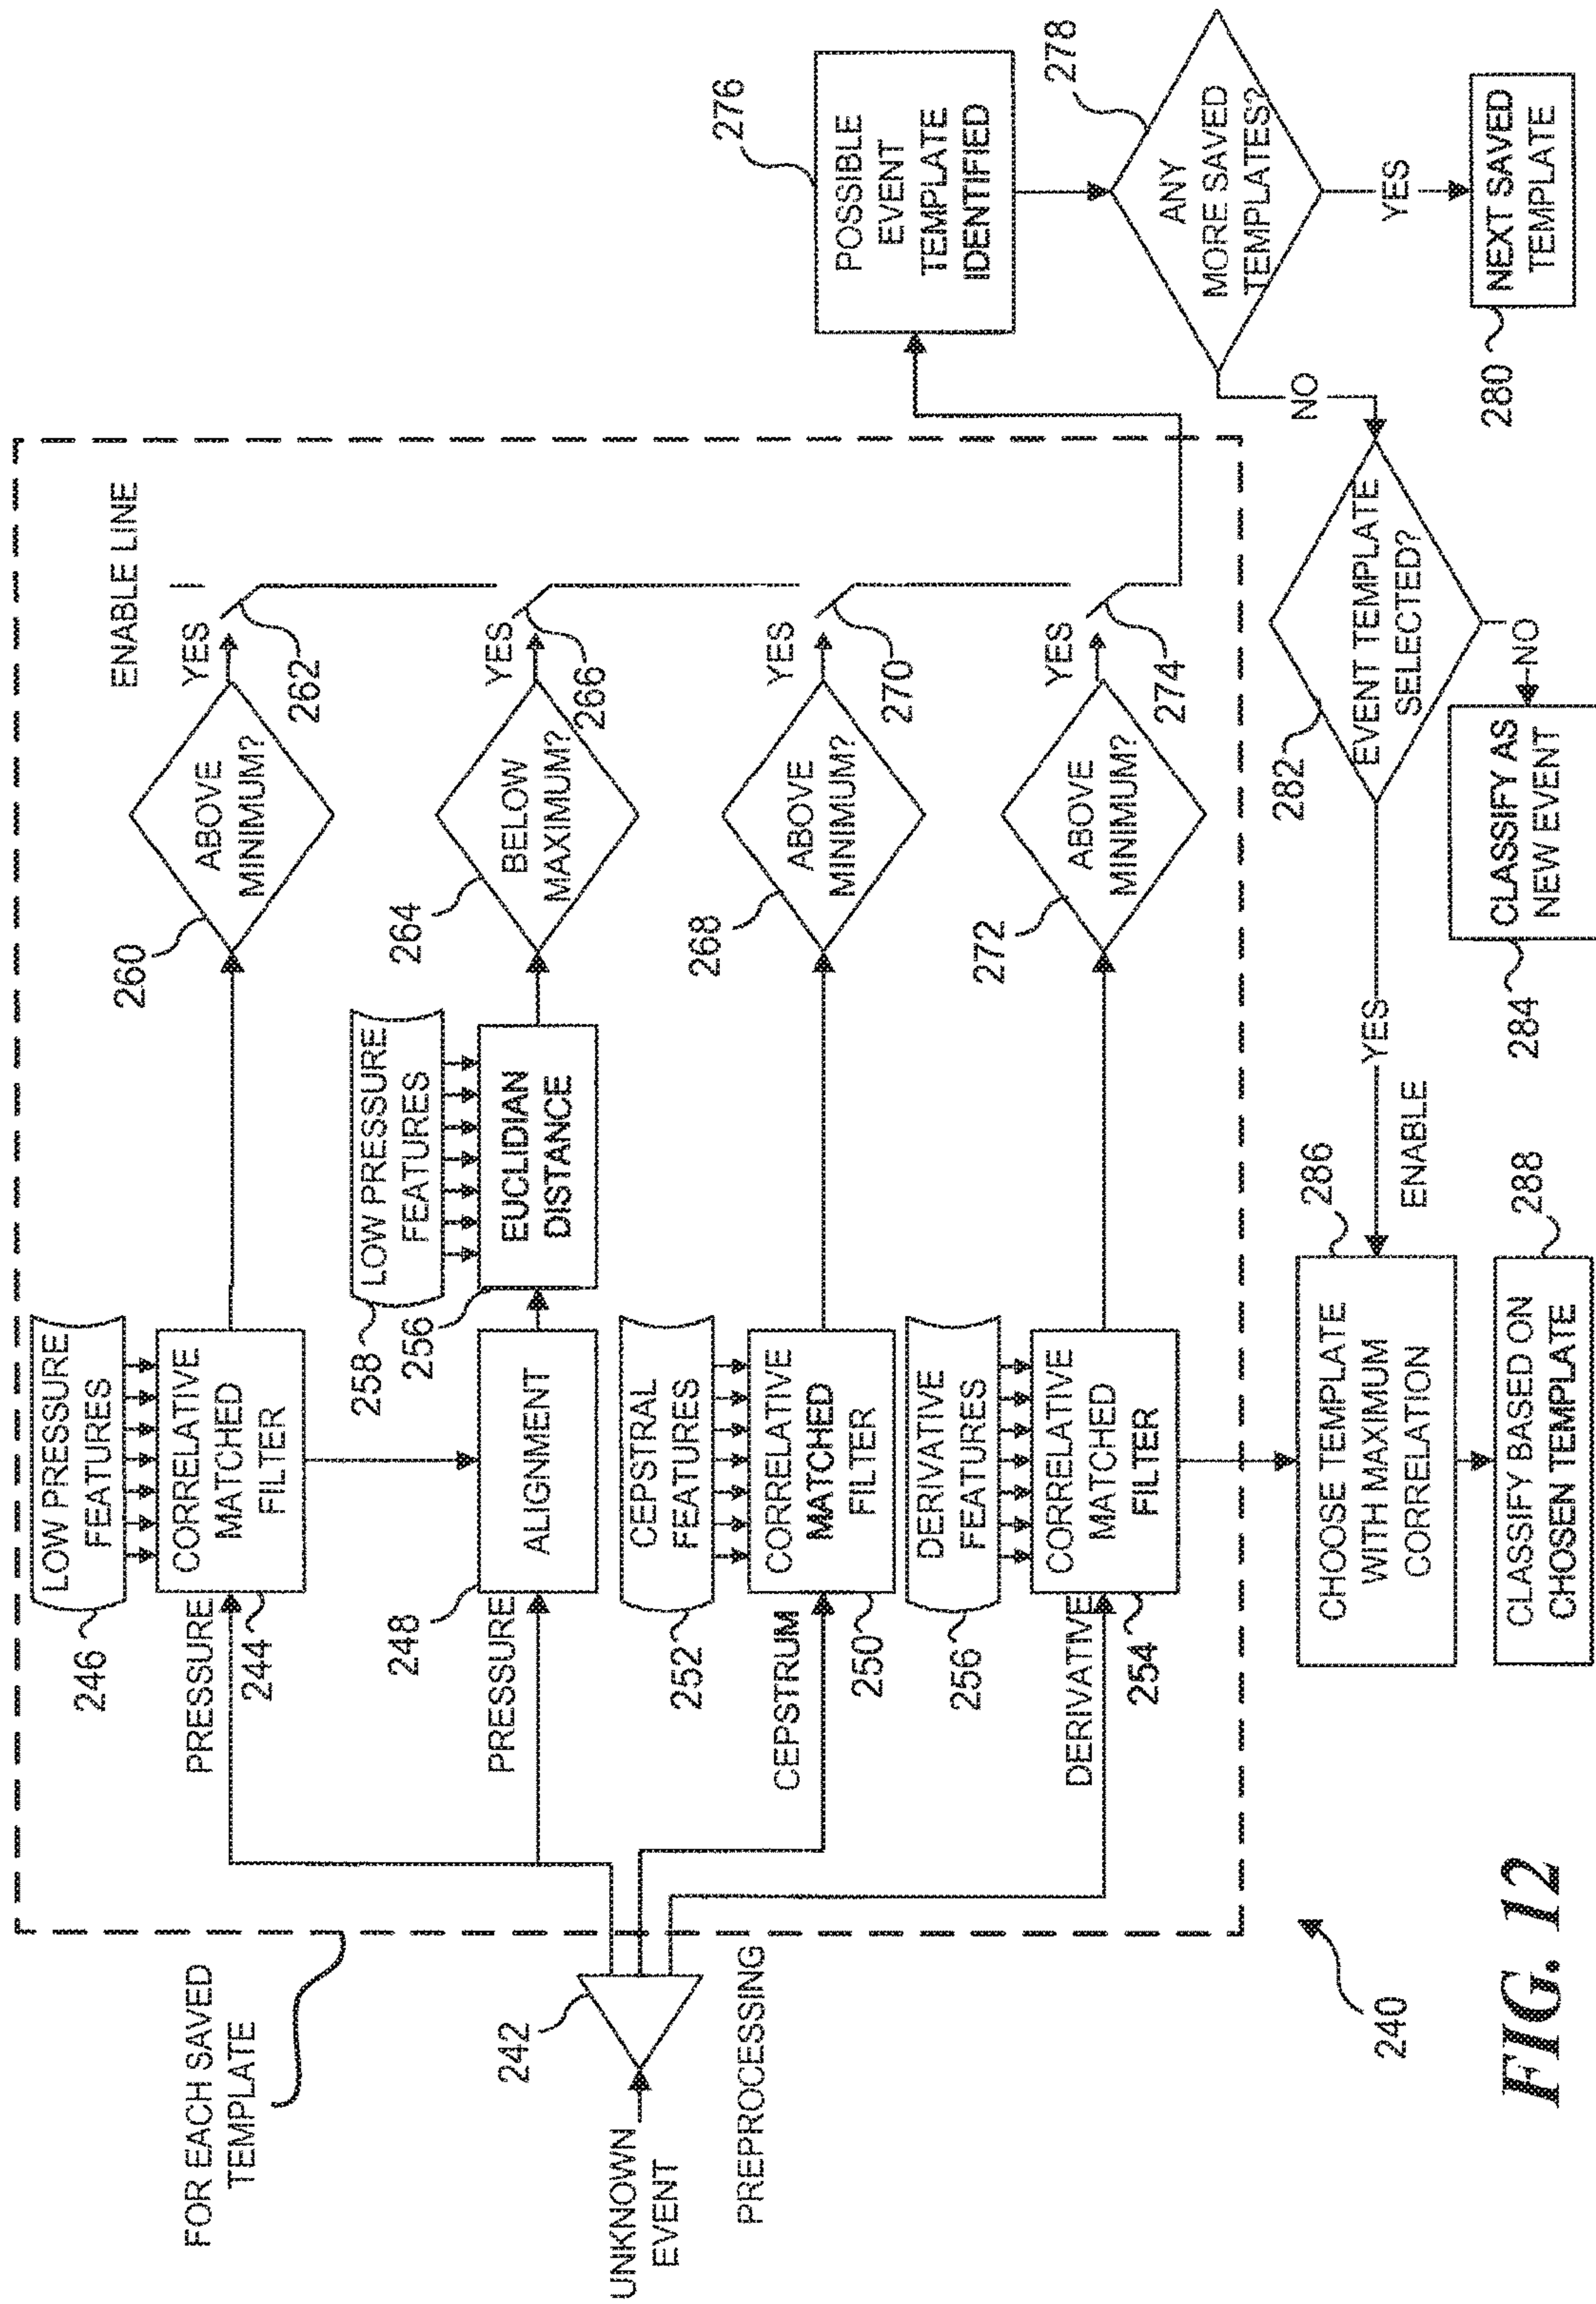 FOR EACH SAVED
TEMPLATE
UNKNOWN
EVENT
242
PREPROCESSING
ENABLE LINE
LOW PRESSURE
FEATURES
246
PRESSURE
CORRELATIVE
MATCHED
FILTER
244
260
ABOVE
MINIMUM?
YES
262
PRESSURE
248
ALIGNMENT
LOW PRESSURE
FEATURES
258
256
EUCLIDIAN
DISTANCE
264
BELOW
MAXIMUM?
YES
266
CEPSTRAL
FEATURES
252
CEPSTRUM
CORRELATIVE
MATCHED
FILTER
250
268
ABOVE
MINIMUM?
YES
270
DERIVATIVE
FEATURES
256
DERIVATIVE
CORRELATIVE
MATCHED
FILTER
254
272
ABOVE
MINIMUM?
YES
274
276
POSSIBLE
EVENT
TEMPLATE
IDENTIFIED
278
ANY
MORE SAVED
TEMPLATES?
YES
NO
280
NEXT SAVED
TEMPLATE
282
EVENT TEMPLATE
SELECTED?
NO
YES
ENABLE
284
CLASSIFY AS
NEW EVENT
286
CHOOSE TEMPLATE
WITH MAXIMUM
CORRELATION
288
CLASSIFY BASED ON
CHOSEN TEMPLATE
240
FIG. 12